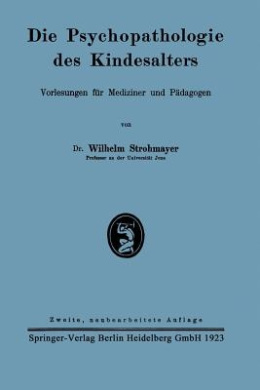 Die Psychopathologie
des Kindesalters
Vorlesungen für Mediziner und Pädagogen
von
Dr. Wilhelm Strohmayer
Professor an der Universität Jena
Zweite, neubearbeitete Auflage
Springer-Verlag Berlin Heidelberg GmbH 1923